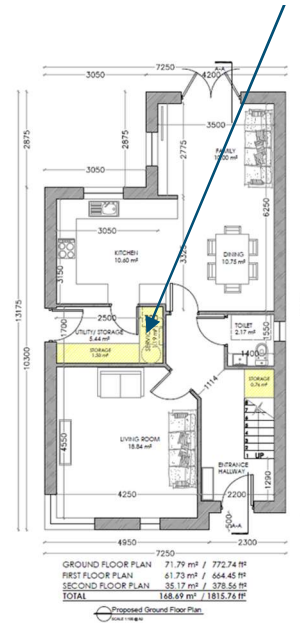 7250
A-A
3050
4200
2875
2875
3500
2775
FAMILY
3050
6250
3050
KITCHEN
10.60 m²
3325
DINING
10.78 m²
3150
13175
10300
2500
700
UTILITY/ STORAGE
5.44 m²
STORAGE
TOILET
2.17 m²
1550
1400
1114
STORAGE
0.76 m²
LIVING ROOM
18.84 m²
4550
4250
1 UP
ENTRANCE
HALLWAY
1290
2200
500
A-A
4950
2300
7250
GROUND FLOOR PLAN 71.79 m² / 772.74 ft²
FIRST FLOOR PLAN 61.73 m² / 664.45 ft²
SECOND FLOOR PLAN 35.17 m² / 378.56 ft²
TOTAL 168.69 m² / 1815.76 ft²
Proposed Ground Floor Plan